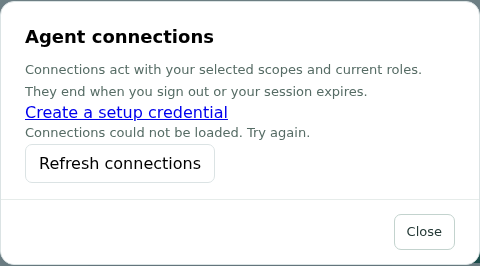 Agent connections
Connections act with your selected scopes and current roles.
They end when you sign out or your session expires.
Create a setup credential
Connections could not be loaded. Try again.
Refresh connections
Close